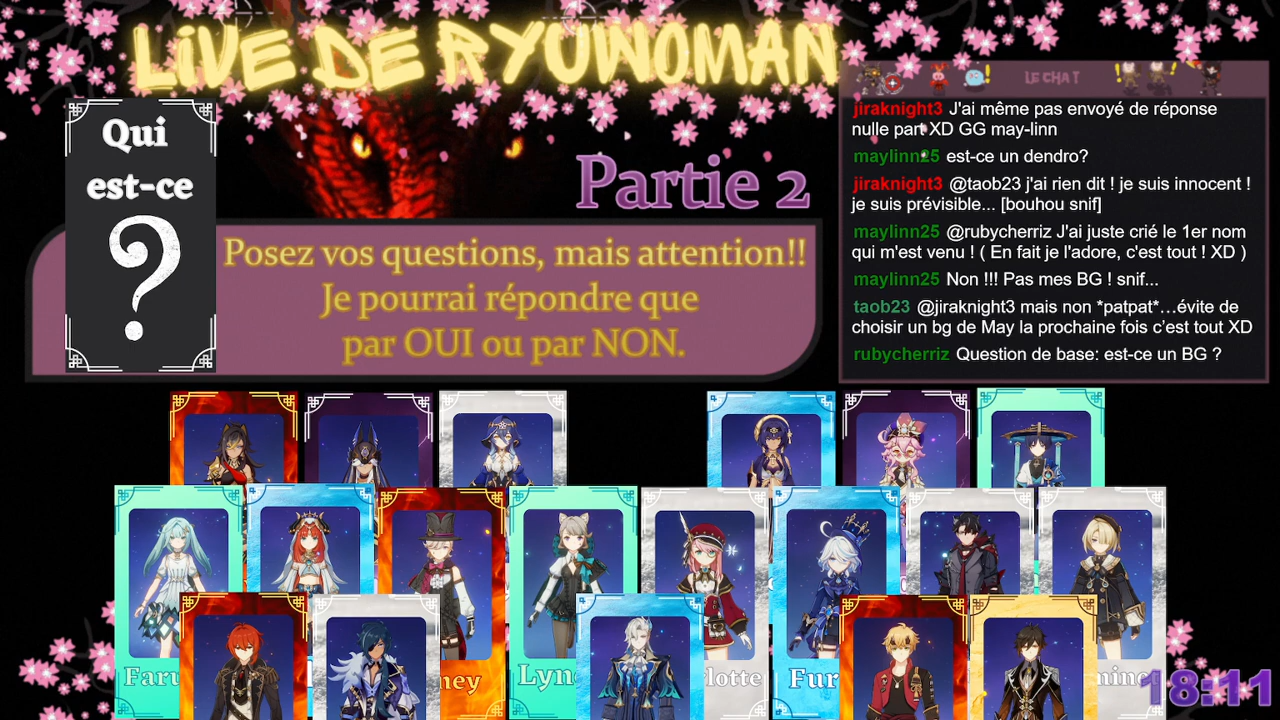 LiVE DE RYUWOMAN
Qui
est-ce
?
Partie 2
Posez vos questions, mais attention!!
Je pourrai répondre que
par OUI ou par NON.
LE CHAT
jiraknight3 J'ai même pas envoyé de réponse
nulle part XD GG may-linn
maylinn25 est-ce un dendro?
jiraknight3 @taob23 j'ai rien dit ! je suis innocent !
je suis prévisible... [bouhou snif]
maylinn25 @rubycherriz J'ai juste crié le 1er nom
qui m'est venu ! ( En fait je l'adore, c'est tout ! XD )
maylinn25 Non !!! Pas mes BG ! snif...
taob23 @jiraknight3 mais non *patpat*…évite de
choisir un bg de May la prochaine fois c'est tout XD
rubycherriz Question de base: est-ce un BG ?
Faru
ney
Lyn
lotte
Fur
18:11